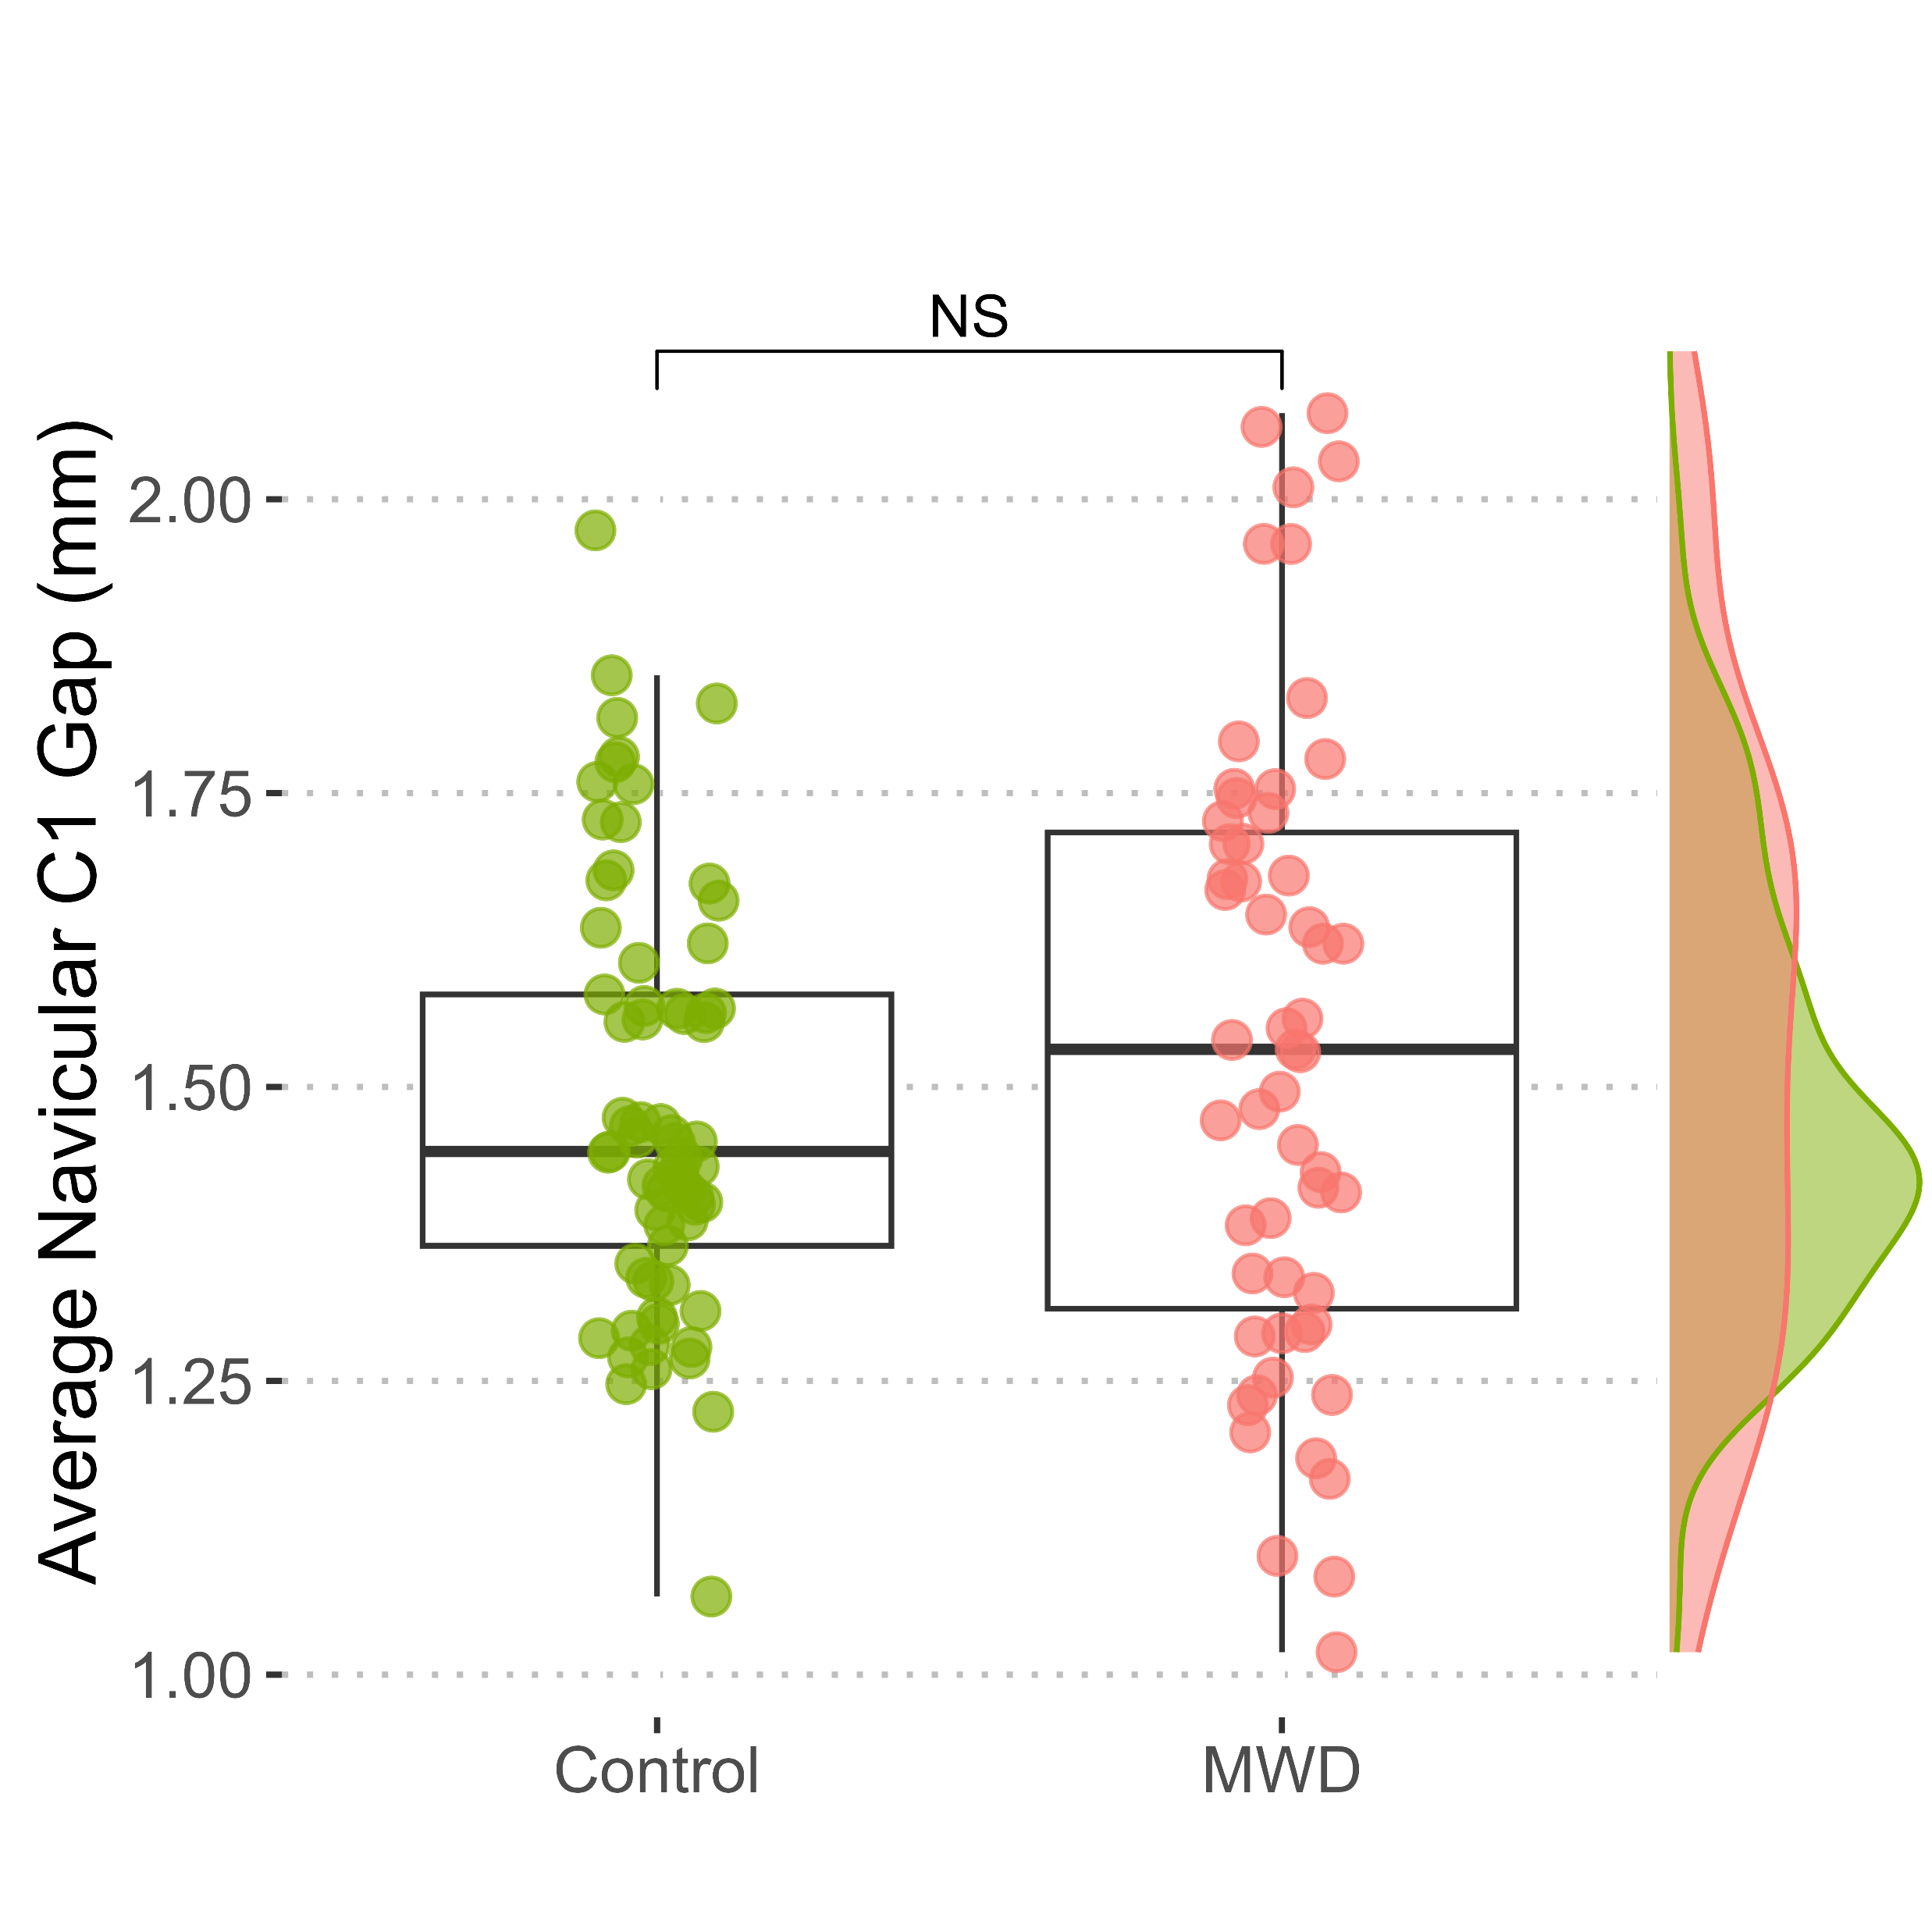 NS
Average Navicular C1 Gap (mm)
2.00
1.75
1.50
1.25
1.00
Control
MWD